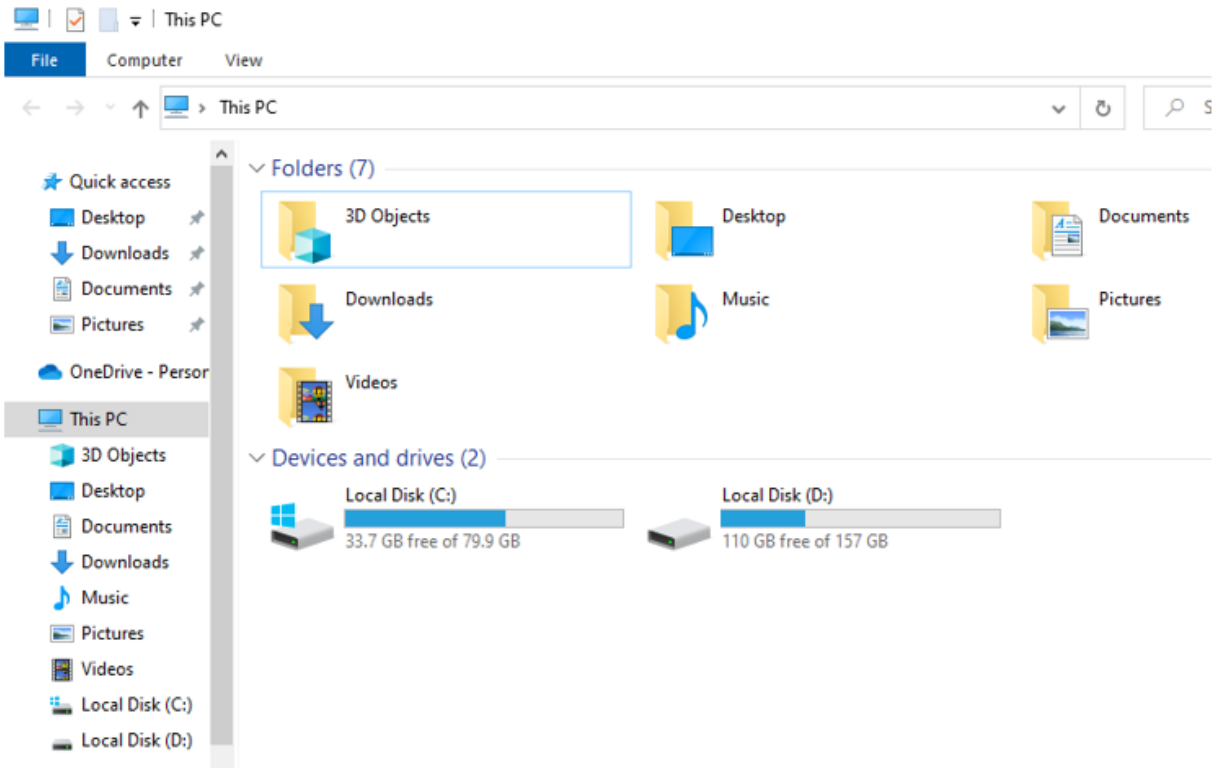 This PC
File Computer View
This PC
Quick access
Desktop
Downloads
Documents
Pictures
OneDrive - Person
This PC
3D Objects
Desktop
Documents
Downloads
Music
Pictures
Videos
Local Disk (C:)
Local Disk (D:)
Folders (7)
3D Objects Desktop Documents
Downloads Music Pictures
Videos
Devices and drives (2)
Local Disk (C:) Local Disk (D:)
33.7 GB free of 79.9 GB 110 GB free of 157 GB